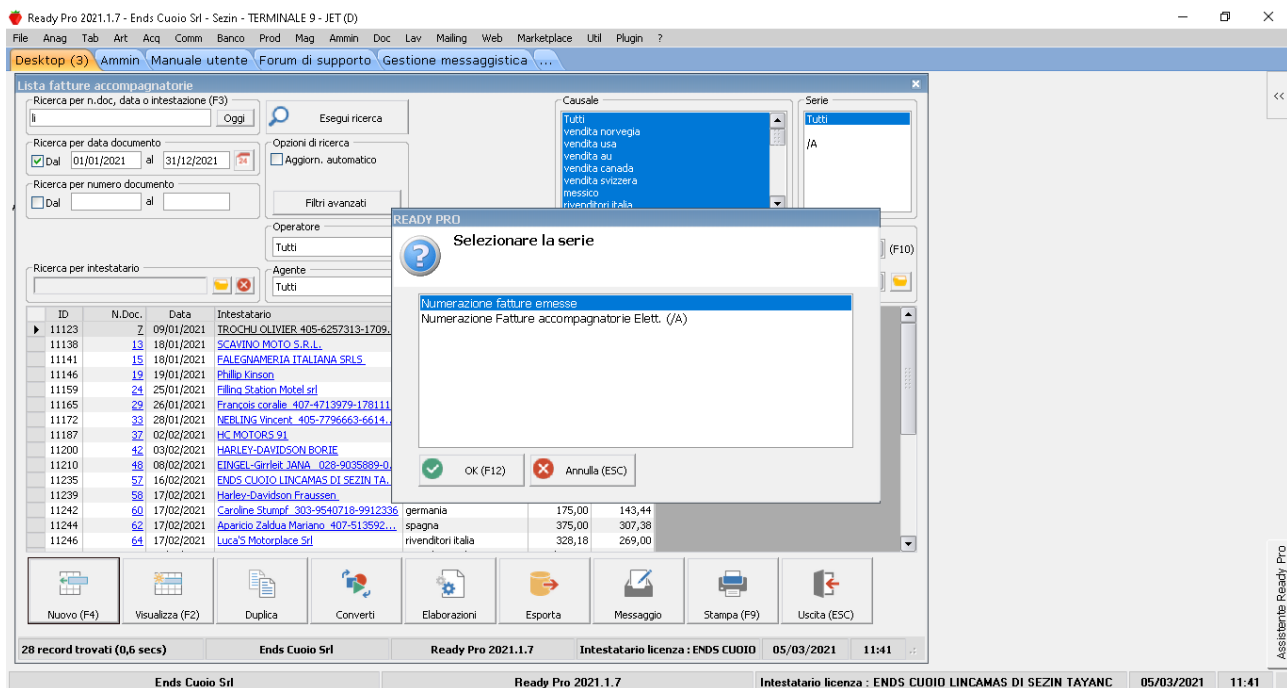 Ready Pro 2021.1.7 - Ends Cuoio Srl - Sezin - TERMINALE 9 - JET (D)
File Anag Tab Art Acq Comm Banco Prod Mag Ammin Doc Lav Mailing Web Marketplace Util Plugin ?
Desktop (3) Ammin Manuale utente Forum di supporto Gestione messaggistica ...
Lista fatture accompagnatorie
Ricerca per n.doc, data o intestazione (F3)
li Oggi Esegui ricerca
Causale
Tutti
vendita norvegia
vendita usa
vendita au
vendita canada
vendita svizzera
messico
rivenditori italia
Serie
Tutti
/A
<<
Ricerca per data documento
Dal 01/01/2021 al 31/12/2021 24
Opzioni di ricerca
Aggiorn. automatico
Ricerca per numero documento
Dal al
Filtri avanzati
Operatore
Tutti
(F10)
Ricerca per intestatario
Agente
Tutti
READY PRO
Selezionare la serie
Numerazione fatture emesse
Numerazione Fatture accompagnatorie Elett. (/A)
OK (F12) Annulla (ESC)
ID N.Doc. Data Intestatario
11123 7 09/01/2021 TROCHU OLIVIER 405-6257313-1709.
11138 13 18/01/2021 SCAVINO MOTO S.R.L.
11141 15 18/01/2021 FALEGNAMERIA ITALIANA SRLS
11146 19 19/01/2021 Phillip Kinson
11159 24 25/01/2021 Filling Station Motel srl
11165 29 26/01/2021 François coralie 407-4713979-178111
11172 33 28/01/2021 NEBLING Vincent 405-7796663-6614..
11187 37 02/02/2021 HC MOTORS 91
11200 42 03/02/2021 HARLEY-DAVIDSON BORIE
11210 48 08/02/2021 EINGEL-Girrleit JANA 028-9035889-0.
11235 57 16/02/2021 ENDS CUOIO LINCAMAS DI SEZIN TA.
11239 58 17/02/2021 Harley-Davidson Fraussen
11242 60 17/02/2021 Caroline Stumpf 303-9540718-9912336 germania 175,00 143,44
11244 62 17/02/2021 Aparicio Zaldua Mariano 407-513592... spagna 375,00 307,38
11246 64 17/02/2021 Luca'S Motorplace Srl rivenditori italia 328,18 269,00
Nuovo (F4) Visualizza (F2) Duplica Converti Elaborazioni Esporta Messaggio Stampa (F9) Uscita (ESC)
28 record trovati (0,6 secs) Ends Cuoio Srl Ready Pro 2021.1.7 Intestatario licenza : ENDS CUOIO 05/03/2021 11:41
Assistente Ready Pro
Ends Cuoio Srl Ready Pro 2021.1.7 Intestatario licenza : ENDS CUOIO LINCAMAS DI SEZIN TAYANC 05/03/2021 11:41